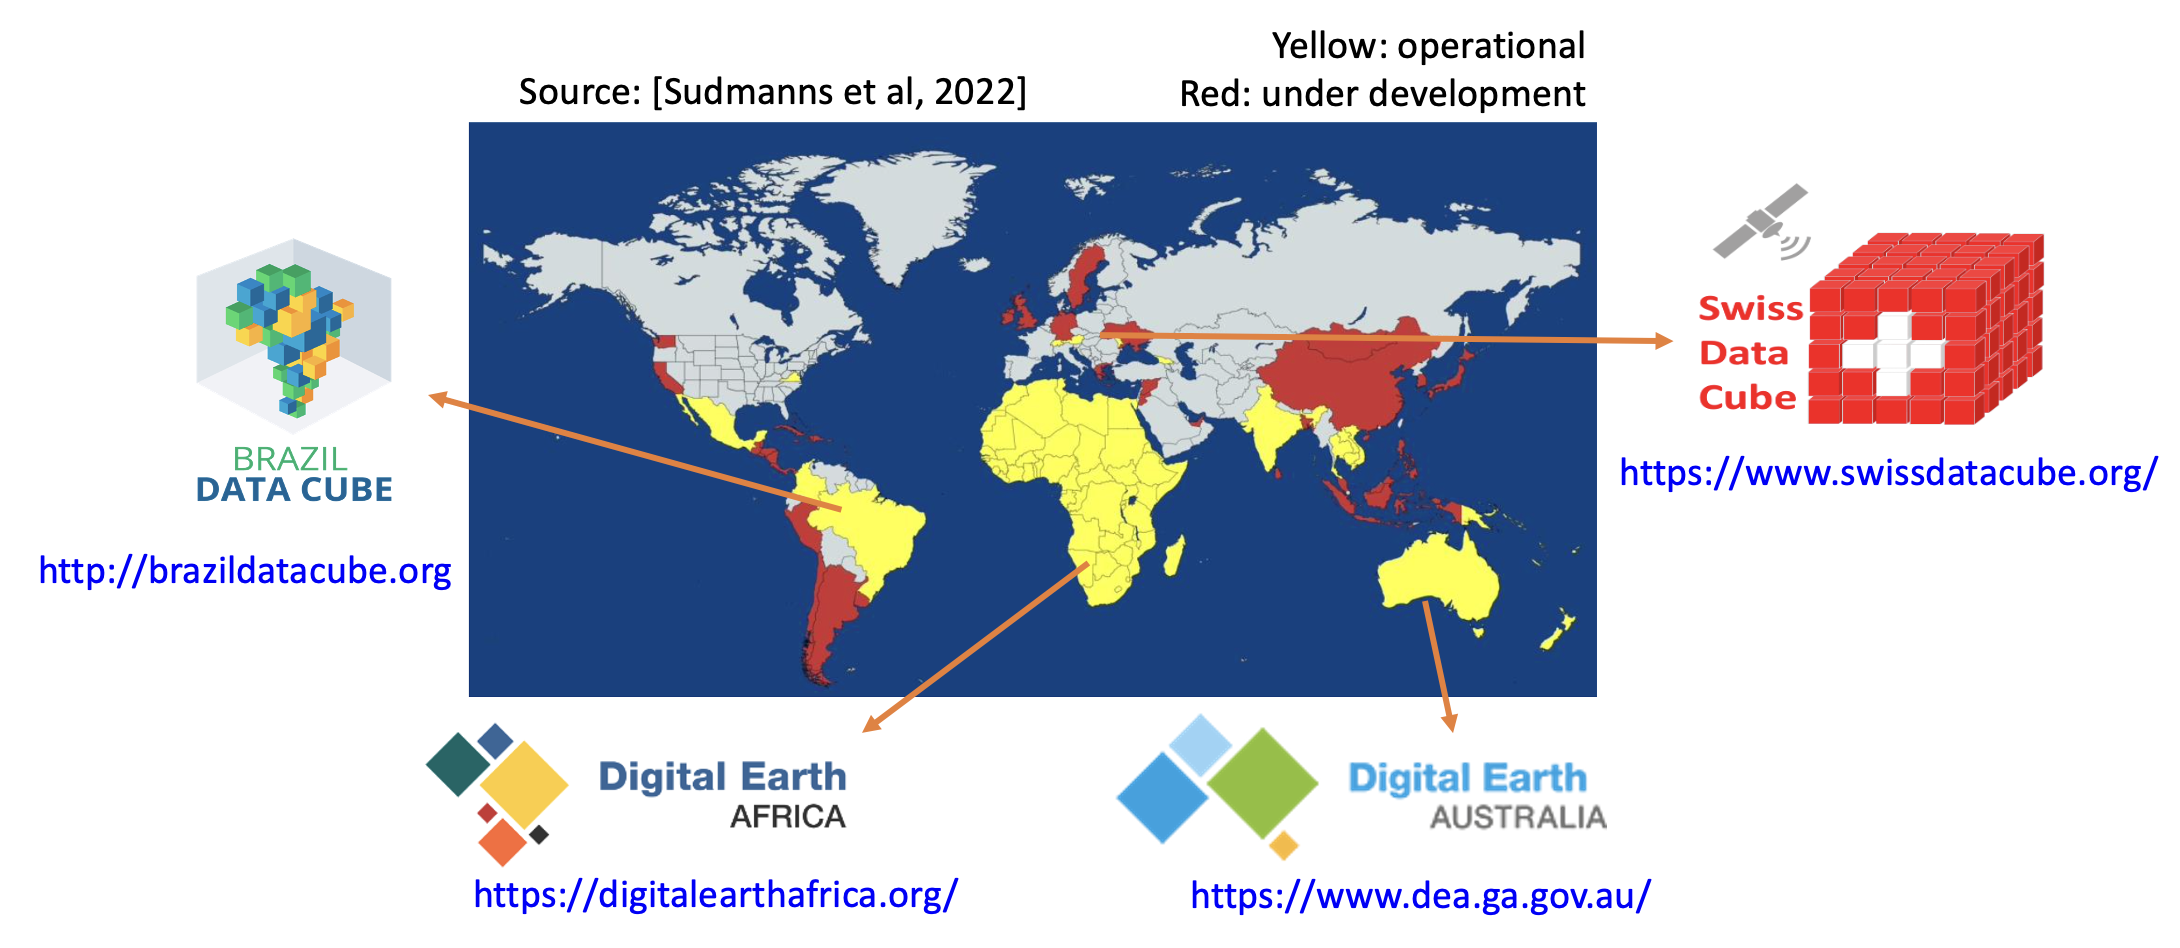 Yellow: operational
Source: [Sudmanns et al, 2022]
Red: under development
BRAZIL
DATA CUBE
http://brazildatacube.org
Swiss
Data
Cube
https://www.swissdatacube.org/
Digital Earth
AFRICA
https://digitalearthafrica.org/
Digital Earth
AUSTRALIA
https://www.dea.ga.gov.au/